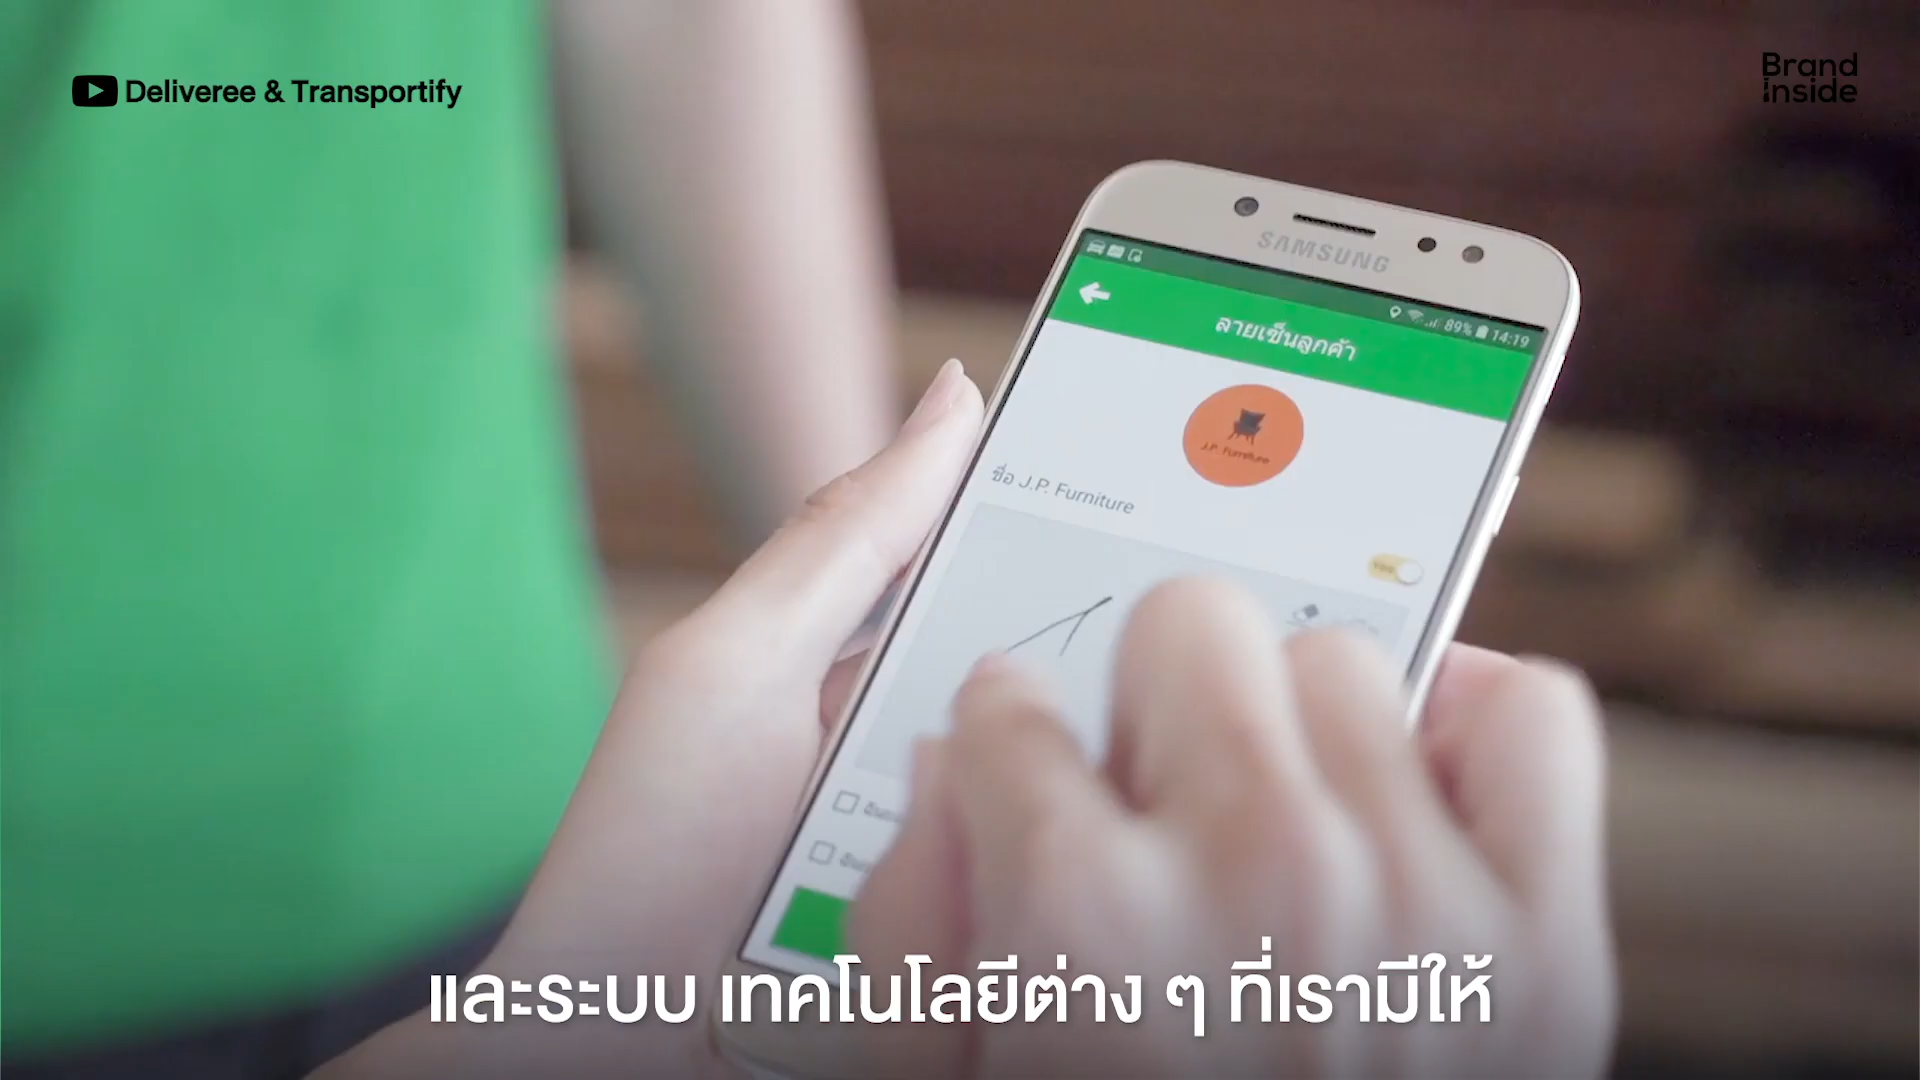 Deliveree & Transportify
Brand
inside
SAMSUNG
89% 14:19
ลายเซ็นลูกค้า
J.P. Furniture
ชื่อ J.P. Furniture
และระบบ เทคโนโลยีต่าง ๆ ที่เรามีให้